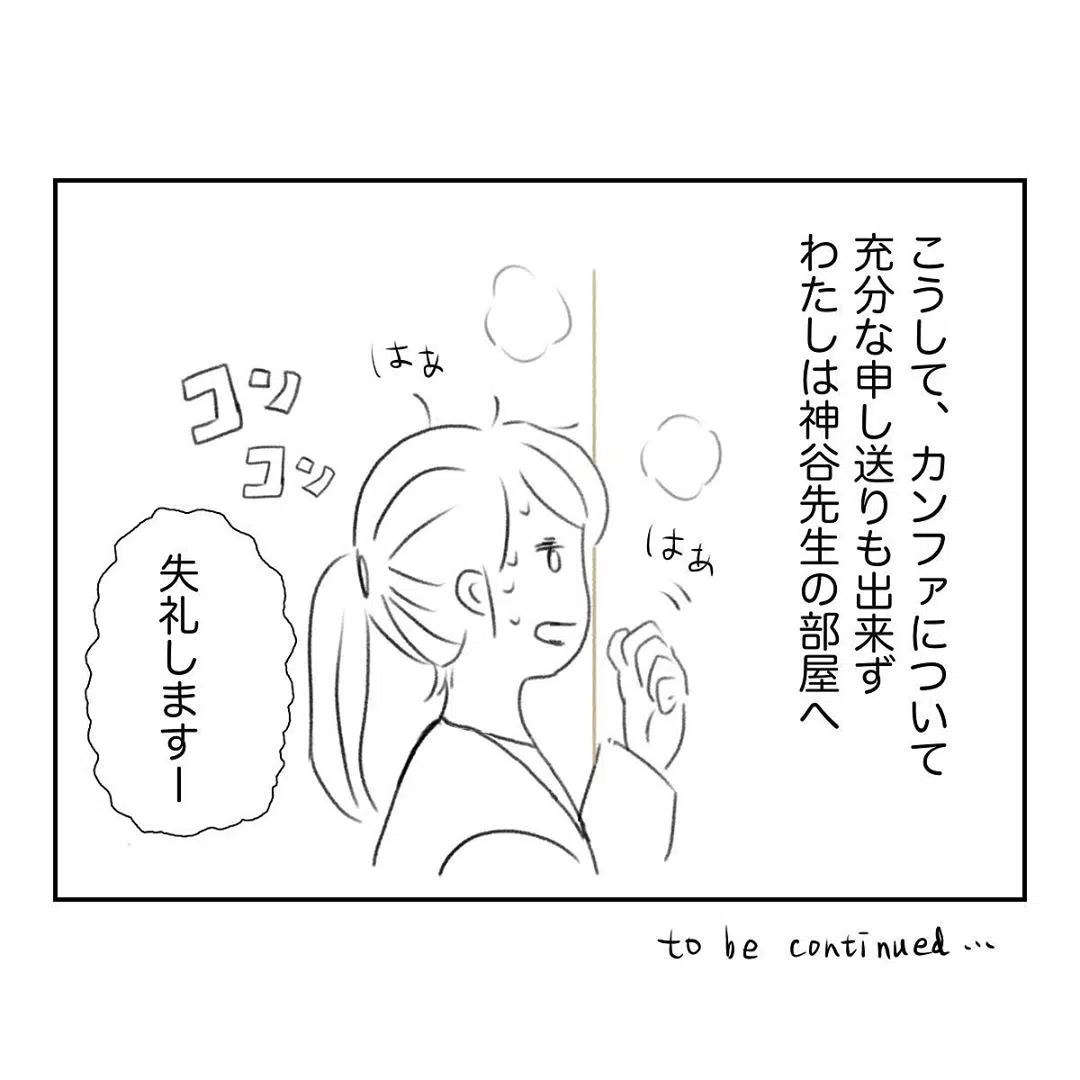 こうして、カンファについて
充分な申し送りも出来ず
わたしは神谷先生の部屋へ
はぁ
はぁ
コンコン
失礼しますー
to be continued...